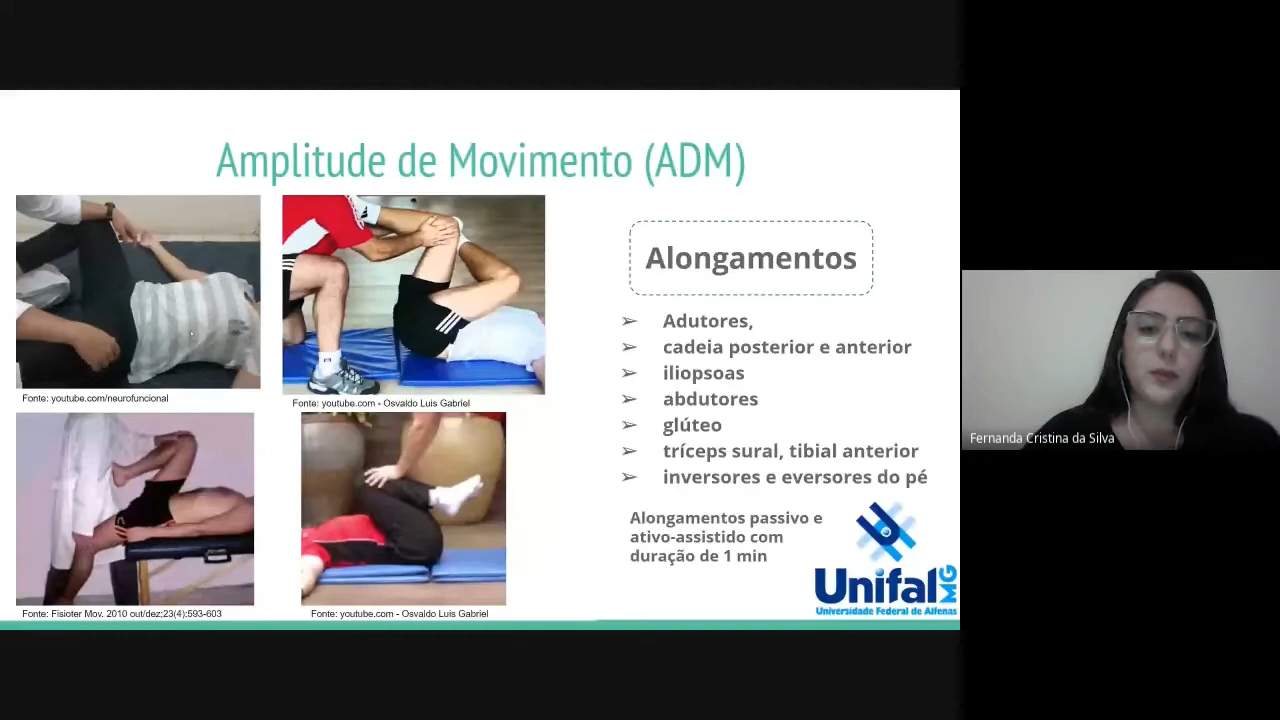 Amplitude de Movimento (ADM)
Fonte: youtube.com/neurofuncional
Fonte: youtube.com - Osvaldo Luis Gabriel
Fonte: Fisioter Mov. 2010 out/dez;23(4):593-603
Fonte: youtube.com - Osvaldo Luis Gabriel
Alongamentos
➢ Adutores,
➢ cadeia posterior e anterior
➢ iliopsoas
➢ abdutores
➢ glúteo
➢ tríceps sural, tibial anterior
➢ inversores e eversores do pé
Alongamentos passivo e
ativo-assistido com
duração de 1 min
Unifal MG
Universidade Federal de Alfenas
Fernanda Cristina da Silva